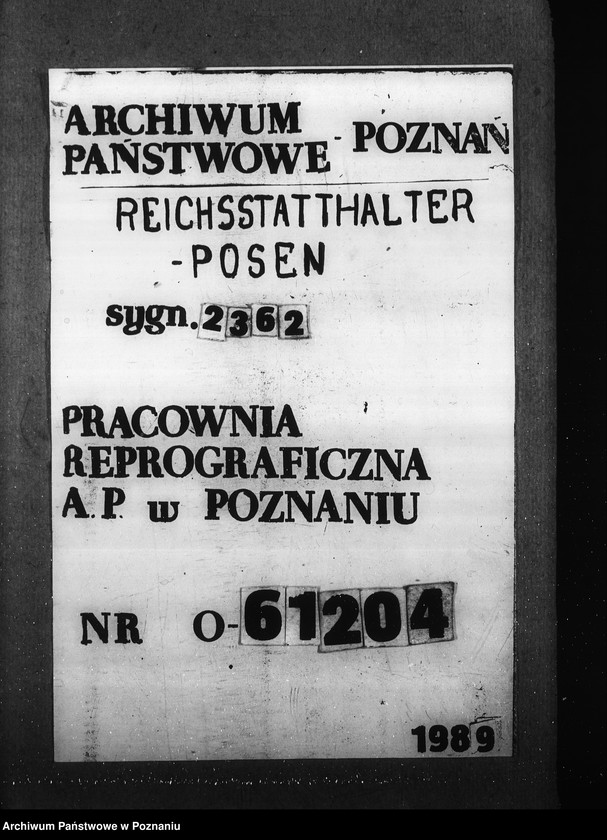 ARCHIWUM
PAŃSTWOWE - POZNAŃ
REICHSSTATTHALTER
-POSEN
sygn. 2362
PRACOWNIA
REPROGRAFICZNA
A.P. w POZNANIU
NR O-61204
1989
Archiwum Państwowe w Poznaniu